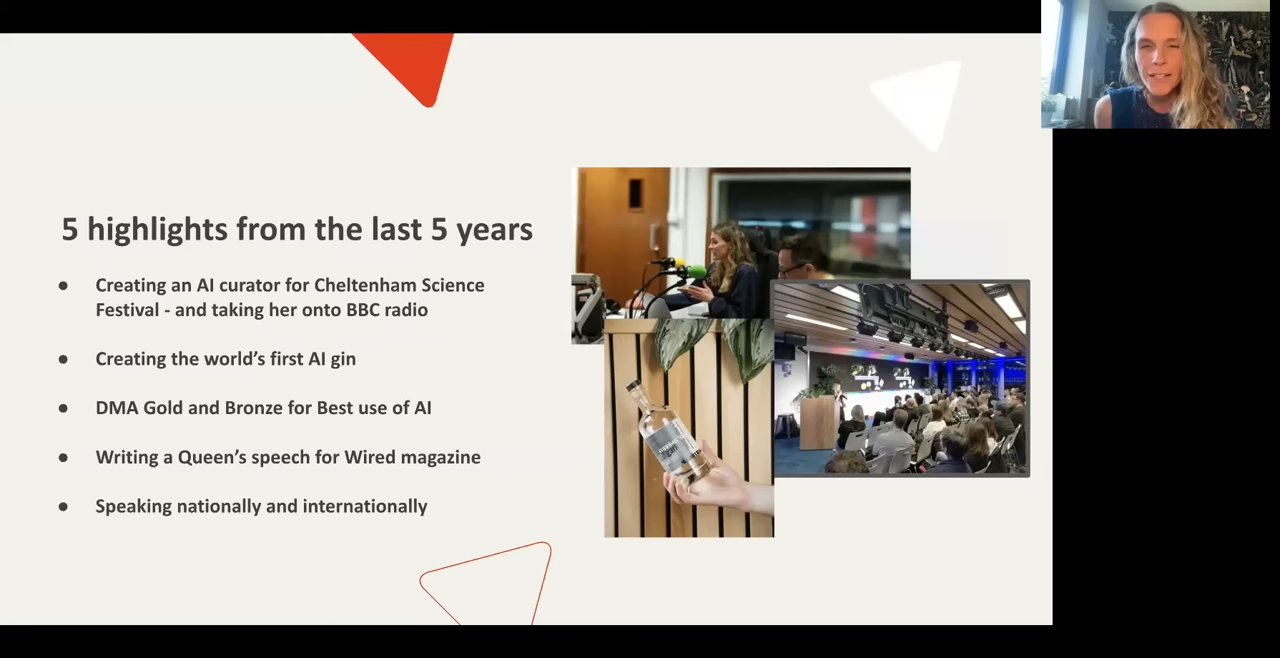 5 highlights from the last 5 years
● Creating an AI curator for Cheltenham Science
Festival - and taking her onto BBC radio
● Creating the world’s first AI gin
● DMA Gold and Bronze for Best use of AI
● Writing a Queen’s speech for Wired magazine
● Speaking nationally and internationally